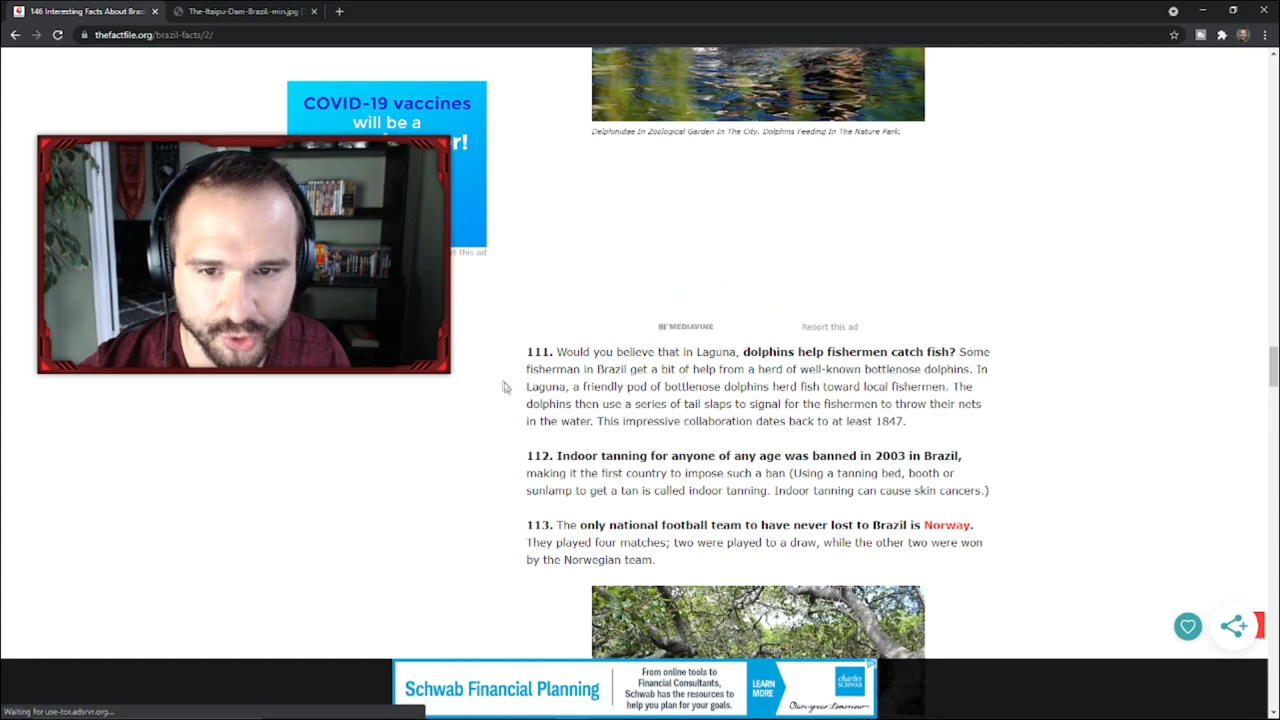 146 Interesting Facts About Braz
The-Itaipu-Dam-Brazil-min.jpg (
thefactfile.org/brazil-facts/2/
COVID-19 vaccines
will be a
r!
t this ad
Delphinidae In Zoological Garden In The City. Dolphins Feeding In The Nature Park.
MEDIAVINE
Report this ad
111. Would you believe that in Laguna, dolphins help fishermen catch fish? Some
fisherman in Brazil get a bit of help from a herd of well-known bottlenose dolphins. In
Laguna, a friendly pod of bottlenose dolphins herd fish toward local fishermen. The
dolphins then use a series of tail slaps to signal for the fishermen to throw their nets
in the water. This impressive collaboration dates back to at least 1847.
112. Indoor tanning for anyone of any age was banned in 2003 in Brazil,
making it the first country to impose such a ban (Using a tanning bed, booth or
sunlamp to get a tan is called indoor tanning. Indoor tanning can cause skin cancers.)
113. The only national football team to have never lost to Brazil is Norway.
They played four matches; two were played to a draw, while the other two were won
by the Norwegian team.
Schwab Financial Planning
From online tools to
Financial Consultants,
Schwab has the resources to
help you plan for your goals.
LEARN
MORE
charles
SCHWAB
Own your tomorrow
Waiting for use-tor.adsrvr.org...